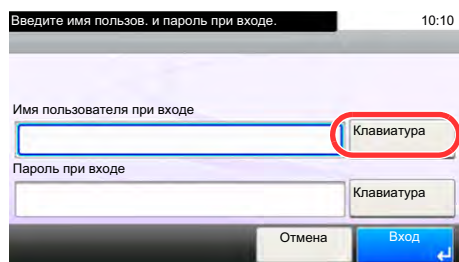 Введите имя пользов. и пароль при входе. 10:10
Имя пользователя при входе
Клавиатура
Пароль при входе
Клавиатура
Отмена Вход